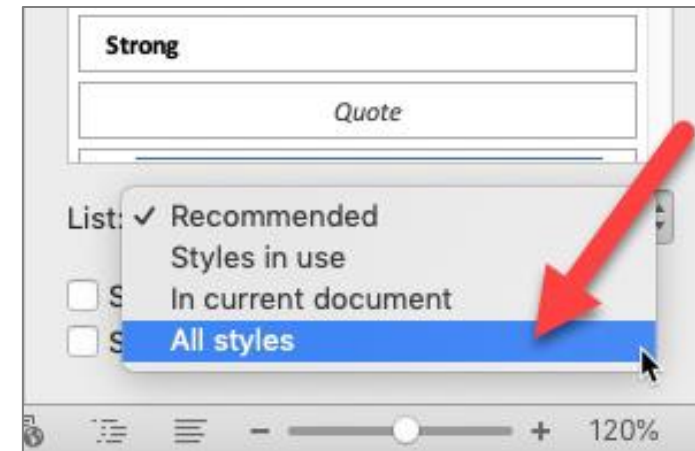 Strong
Quote
List: ✓ Recommended
Styles in use
S In current document
S All styles
120%